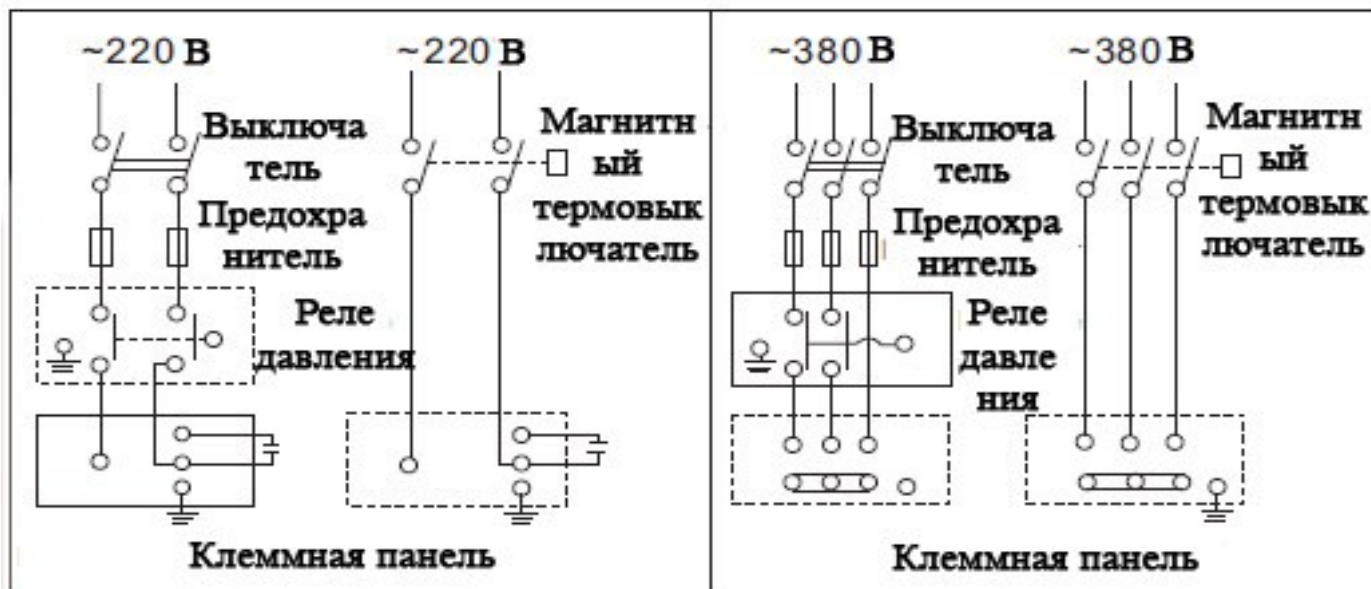 ~220 В
~220 В
Выключа
тель
Магнитн
ый
термовык
лючатель
Предохра
нитель
Реле
давления
Клеммная панель
~380 В
~380 В
Выключа
тель
Магнитн
ый
термовык
лючатель
Предохра
нитель
Реле
давле
ния
Клеммная панель